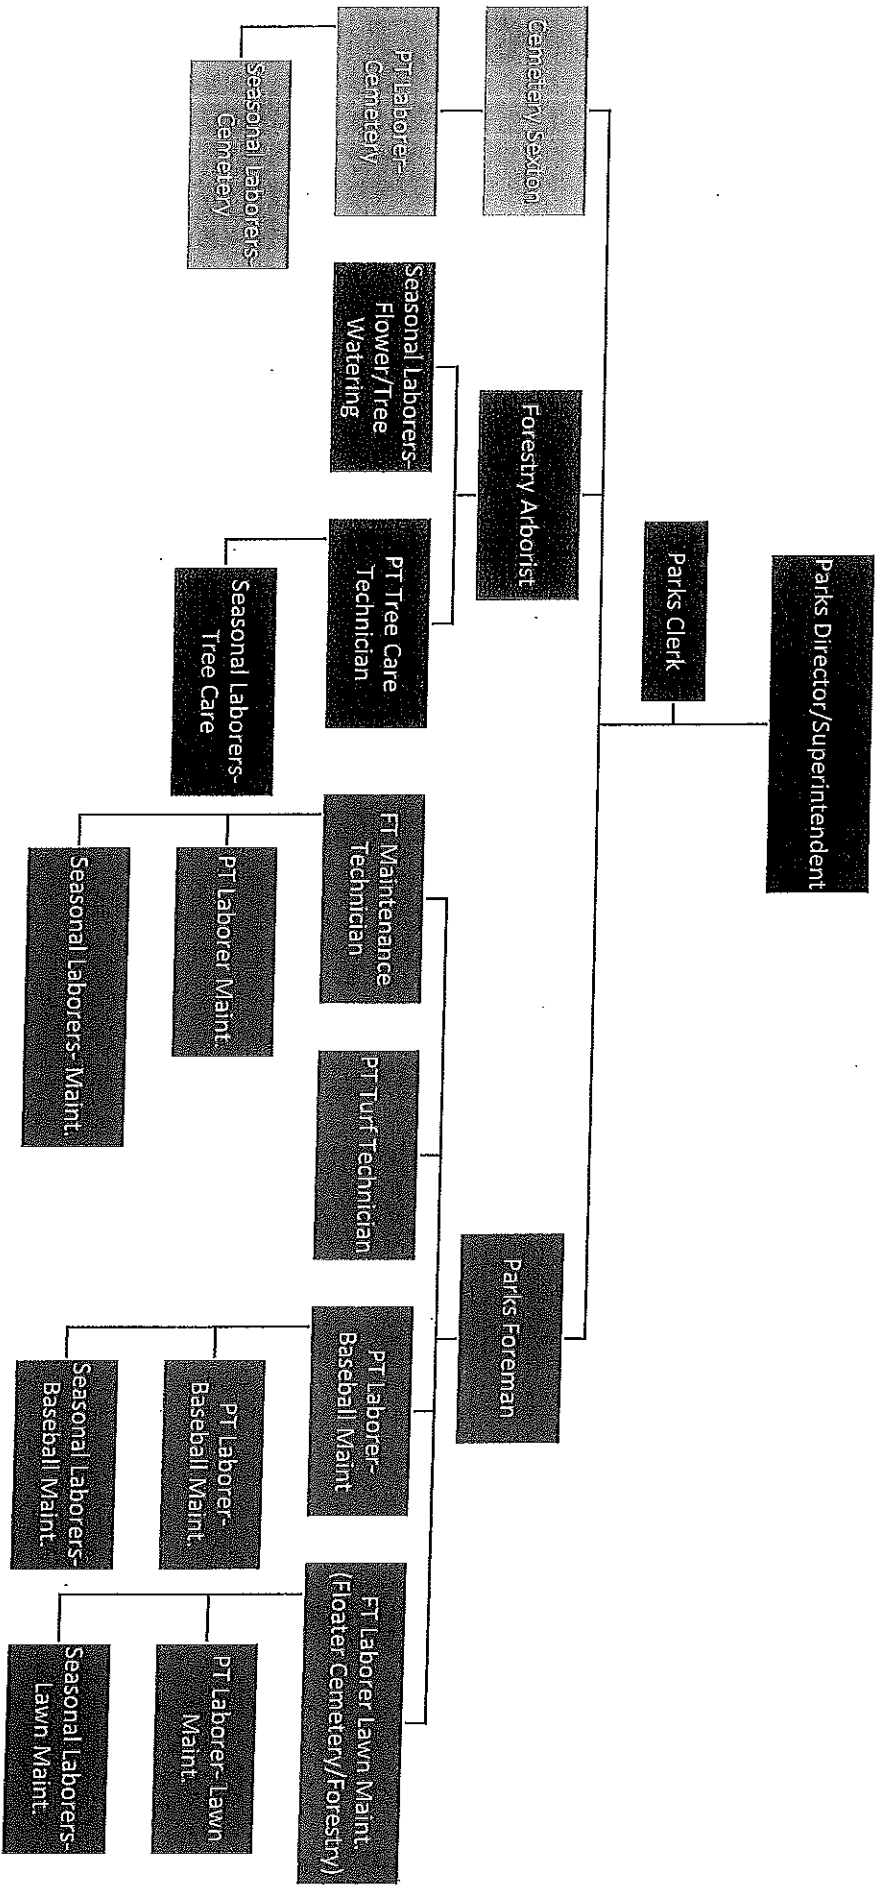 Parks Director/Superintendent
Parks Clerk
Cemetery Sexton
Forestry Arborist
Parks Foreman
PT Laborer-
Cemetery
Seasonal Laborers-
Flower/Tree
Watering
PT Tree Care
Technician
FT Maintenance
Technician
PT Turf Technician
PT Laborer-
Baseball Maint
FT Laborer Lawn Maint.
(Floater Cemetery/Forestry)
Seasonal Laborers-
Cemetery
Seasonal Laborers-
Tree Care
PT Laborer Maint.
PT Laborer-
Baseball Maint.
PT Laborer- Lawn
Maint.
Seasonal Laborers- Maint.
Seasonal Laborers-
Baseball Maint.
Seasonal Laborers-
Lawn Maint.